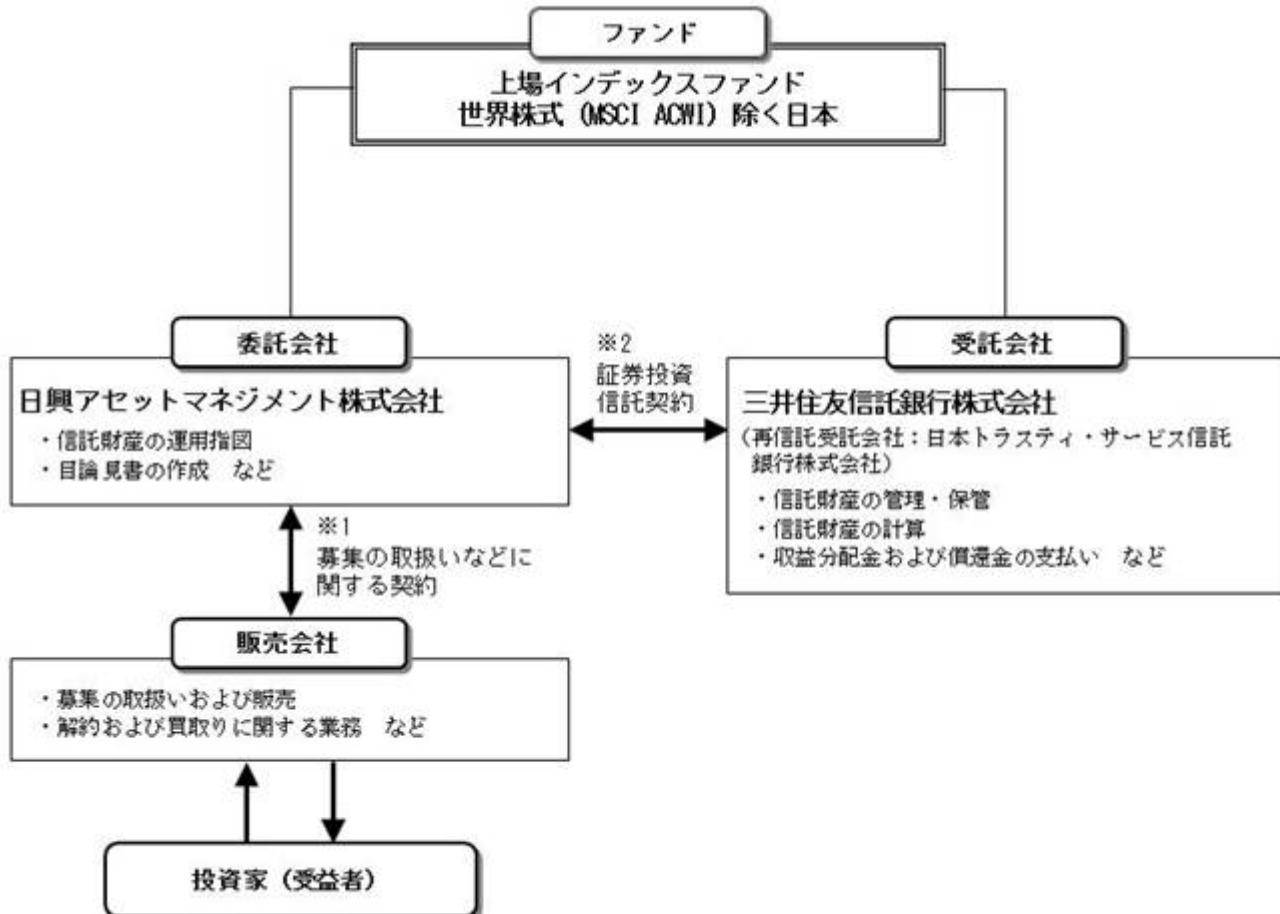 ファンド
上場インデックスファンド
世界株式（MSCI ACWI）除く日本
委託会社
日興アセットマネジメント株式会社
・信託財産の運用指図
・目論見書の作成　など
※2
証券投資
信託契約
受託会社
三井住友信託銀行株式会社
（再信託受託会社：日本トラスティ・サービス信託
銀行株式会社）
・信託財産の管理・保管
・信託財産の計算
・収益分配金および償還金の支払い　など
※1
募集の取扱いなどに
関する契約
販売会社
・募集の取扱いおよび販売
・解約および買取りに関する業務　など
投資家（受益者）